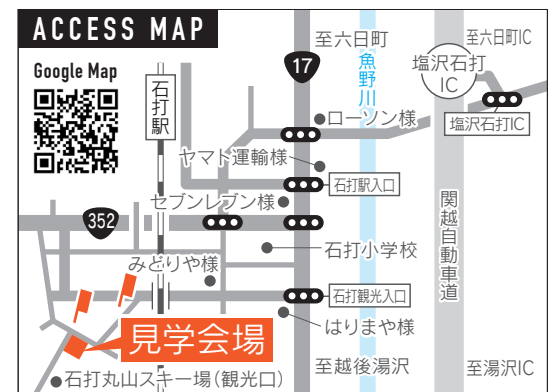 ACCESS MAP
Google Map
至六日町
至六日町IC
17
魚野川
塩沢石打
IC
石打駅
ローソン様
塩沢石打IC
ヤマト運輸様
石打駅入口
セブンレブン様
352
関越自動車道
石打小学校
みどりや様
石打観光入口
見学会場
はりまや様
石打丸山スキー場(観光口)
至越後湯沢
至湯沢IC